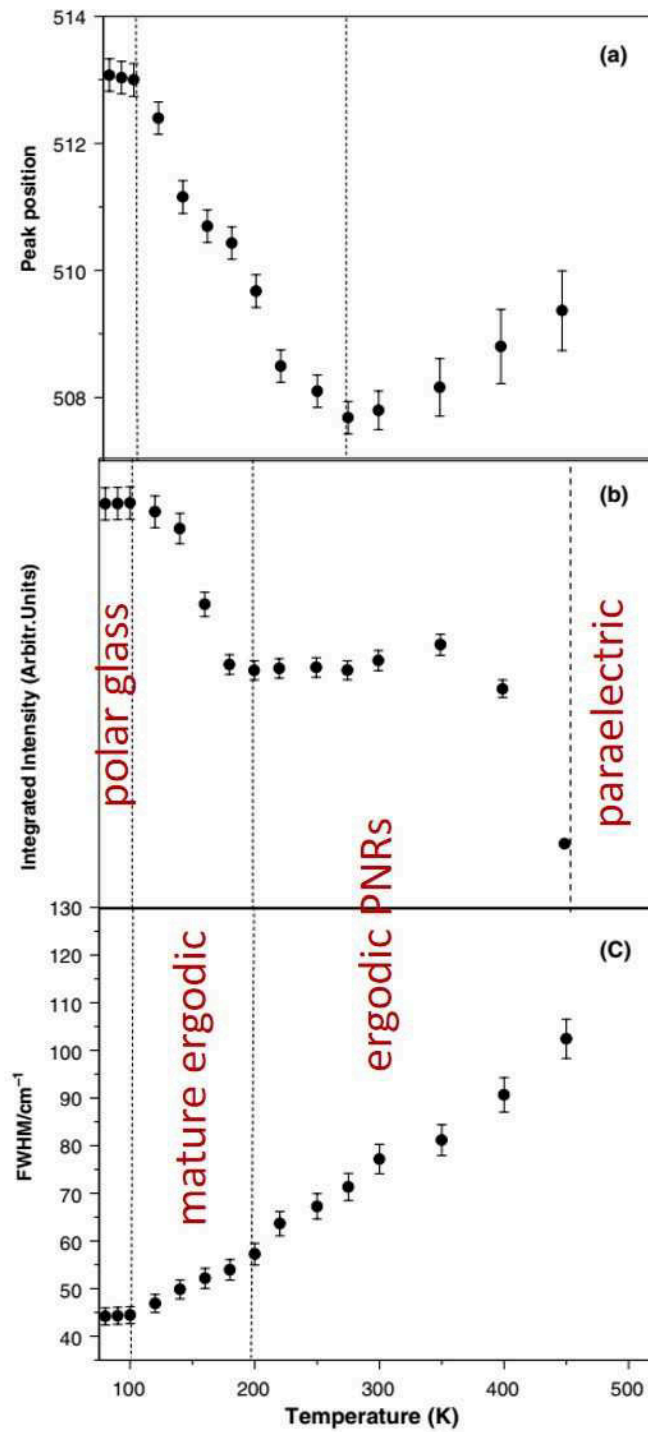 514
(a)
512
510
508
Peak position
(b)
Integrated Intensity (Arbitr.Units)
polar glass
paraelectric
130
(C)
120
110
100
90
80
70
60
50
40
FWHM/cm⁻¹
mature ergodic
ergodic PNRs
100 200 300 400 500
Temperature (K)